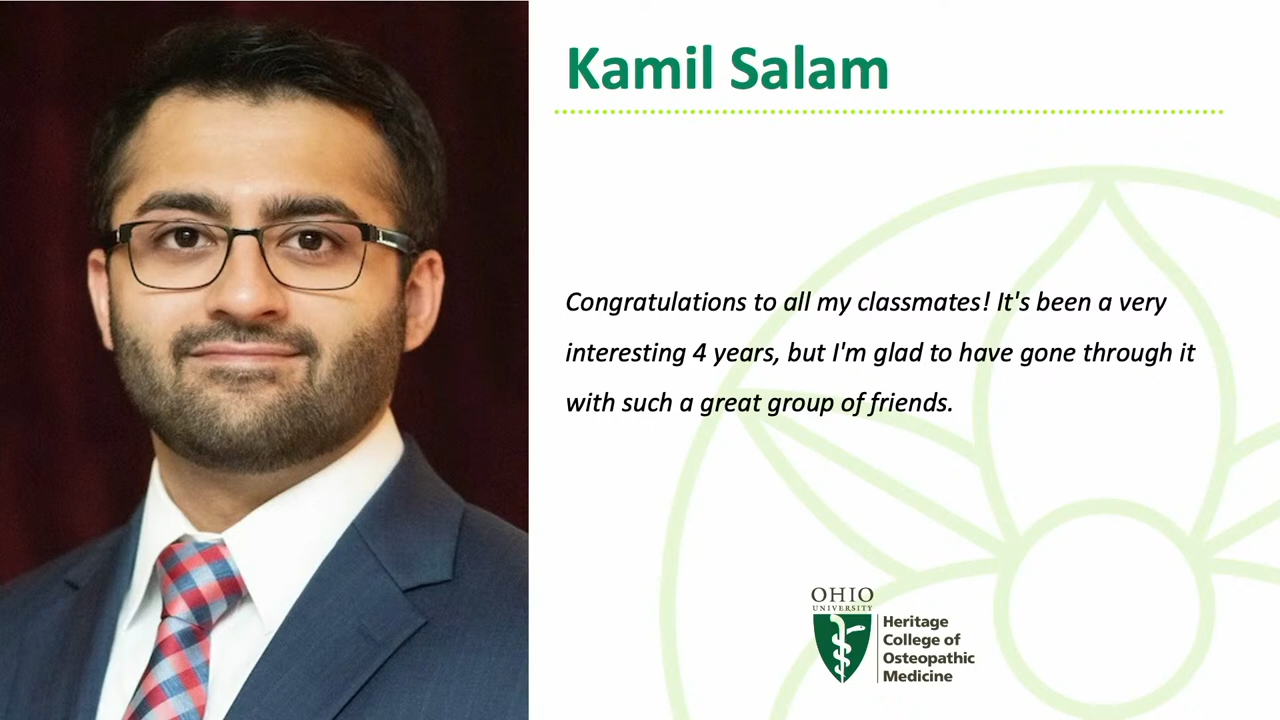 Kamil Salam
Congratulations to all my classmates! It's been a very
interesting 4 years, but I'm glad to have gone through it
with such a great group of friends.
OHIO
UNIVERSITY
Heritage
College of
Osteopathic
Medicine